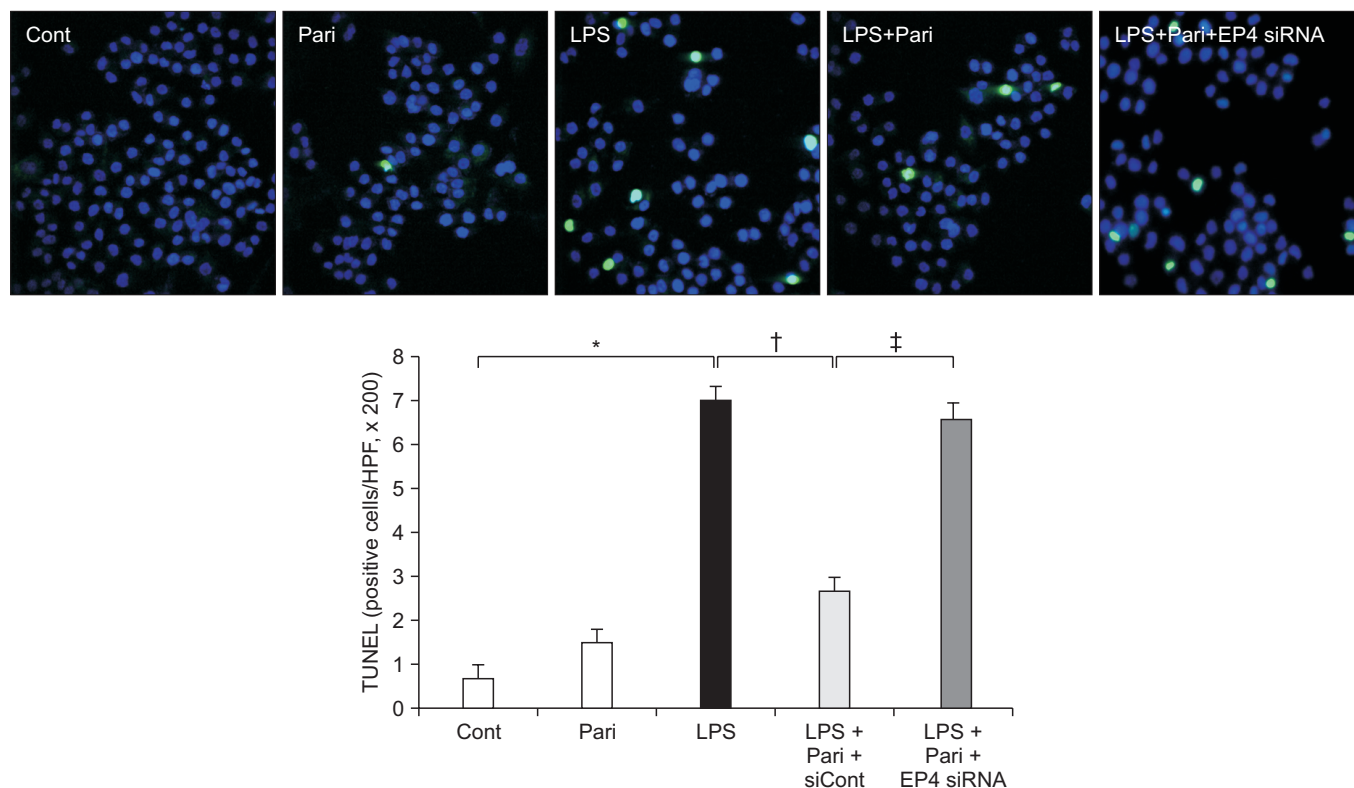 Cont
Pari
LPS
LPS+Pari
LPS+Pari+EP4 siRNA
* † ‡
TUNEL (positive cells/HPF, x 200)
8
7
6
5
4
3
2
1
0
Cont
Pari
LPS
LPS +
Pari +
siCont
LPS +
Pari +
EP4 siRNA